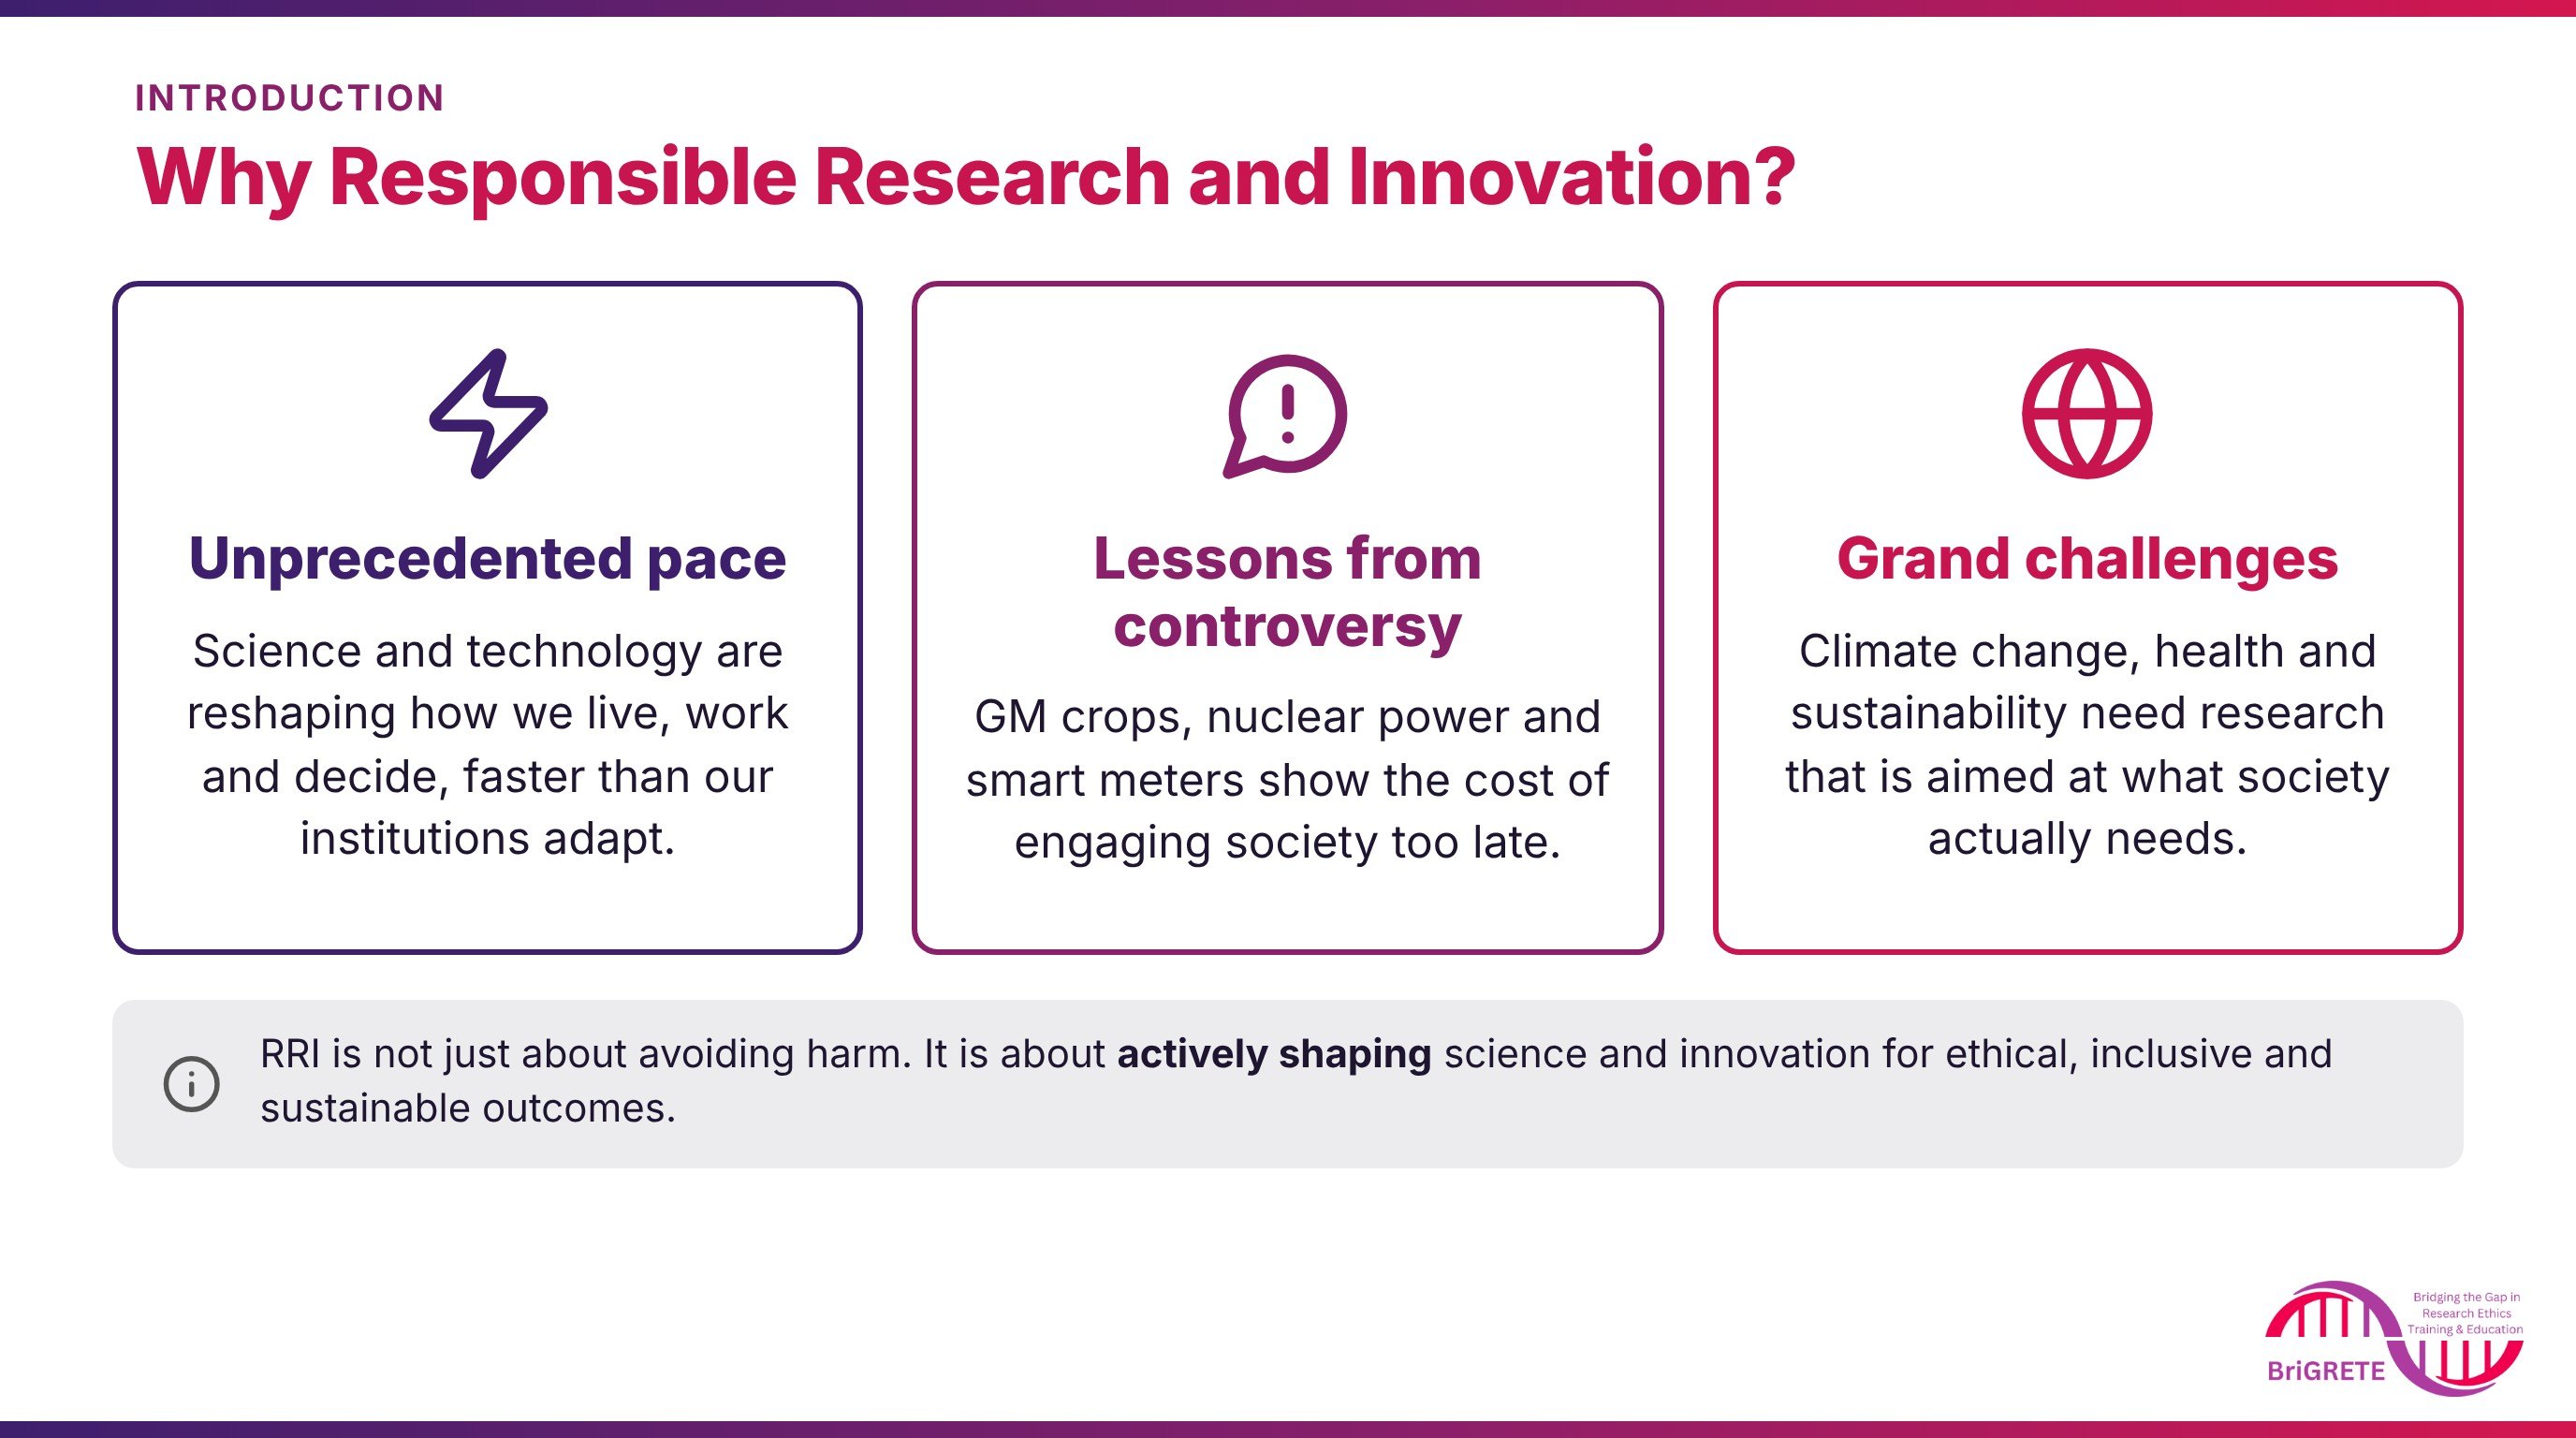 INTRODUCTION
Why Responsible Research and Innovation?
Unprecedented pace
Science and technology are
reshaping how we live, work
and decide, faster than our
institutions adapt.
Lessons from
controversy
GM crops, nuclear power and
smart meters show the cost of
engaging society too late.
Grand challenges
Climate change, health and
sustainability need research
that is aimed at what society
actually needs.
RRI is not just about avoiding harm. It is about actively shaping science and innovation for ethical, inclusive and
sustainable outcomes.
Bridging the Gap in
Research Ethics
Training & Education
BriGRETE